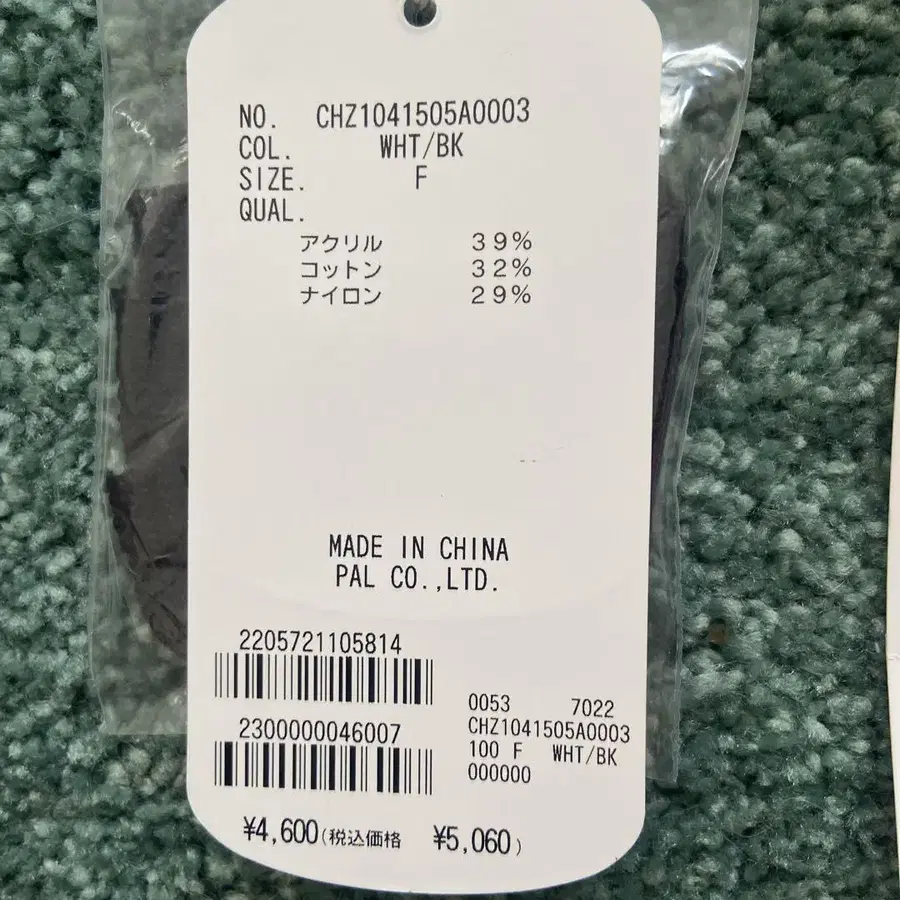 NO. CHZ1041505A0003
COL. WHT/BK
SIZE. F
QUAL.
アクリル 39%
コットン 32%
ナイロン 29%
MADE IN CHINA
PAL CO.,LTD.
2205721105814
2300000046007
0053 7022
CHZ1041505A0003
100 F WHT/BK
000000
¥4,600(税込価格 ¥5,060)